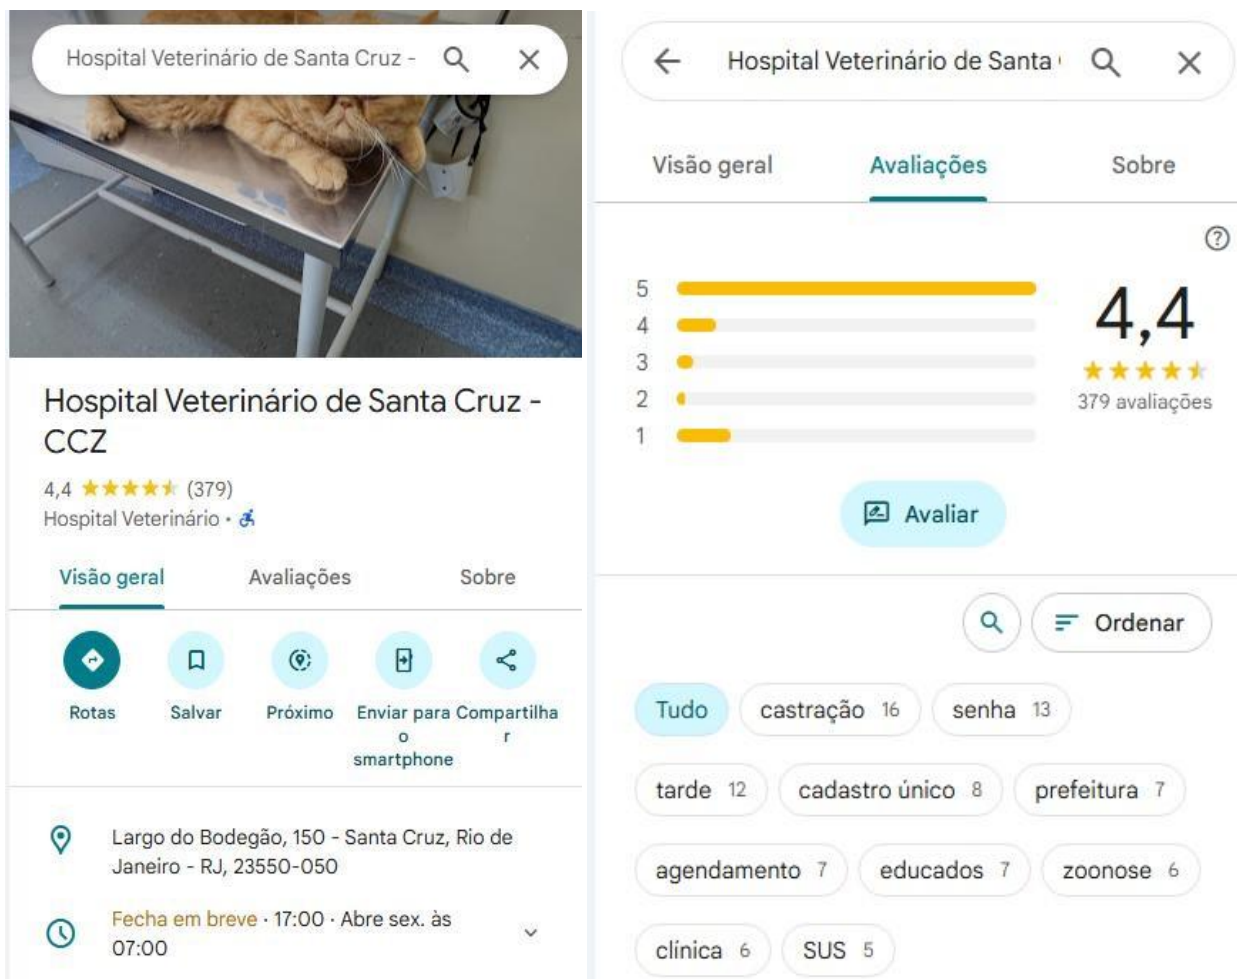 Hospital Veterinário de Santa Cruz -
Hospital Veterinário de Santa Cruz -
CCZ
4,4 (379)
Hospital Veterinário •
Visão geral Avaliações Sobre
Rotas Salvar Próximo Enviar para Compartilha
o r
smartphone
Largo do Bodegão, 150 - Santa Cruz, Rio de
Janeiro - RJ, 23550-050
Fecha em breve · 17:00 · Abre sex. às
07:00
Hospital Veterinário de Santa
Visão geral Avaliações Sobre
5
4
3
2
1
4,4
379 avaliações
Avaliar
Ordenar
Tudo castração 16 senha 13
tarde 12 cadastro único 8 prefeitura 7
agendamento 7 educados 7 zoonose 6
clínica 6 SUS 5